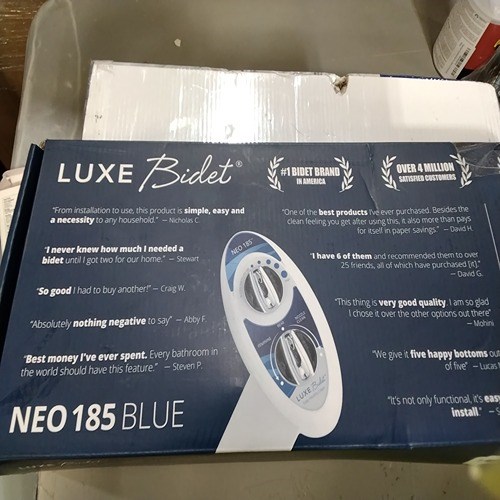 LUXE Bidet®
#1 BIDET BRAND
IN AMERICA
OVER 4 MILLION
SATISFIED CUSTOMERS
"From installation to use, this product is simple, easy and
a necessity to any household." — Nicholas C.
"I never knew how much I needed a
bidet until I got two for our home." — Stewart
"So good I had to buy another!" — Craig W.
"Absolutely nothing negative to say" — Abby F.
"Best money I've ever spent. Every bathroom in
the world should have this feature." — Steven P.
"One of the best products I've ever purchased. Besides the
clean feeling you get after using this, it also more than pays
for itself in paper savings." — David H.
"I have 6 of them and recommended them to over
25 friends, all of which have purchased [it]."
— David G.
"This thing is very good quality. I am so glad
I chose it over the other options out there"
— Mohin
"We give it five happy bottoms out
of five" — Lucas
"It's not only functional, it's easy
install." — S
NEO 185
LUXE Bidet
NEO 185 BLUE